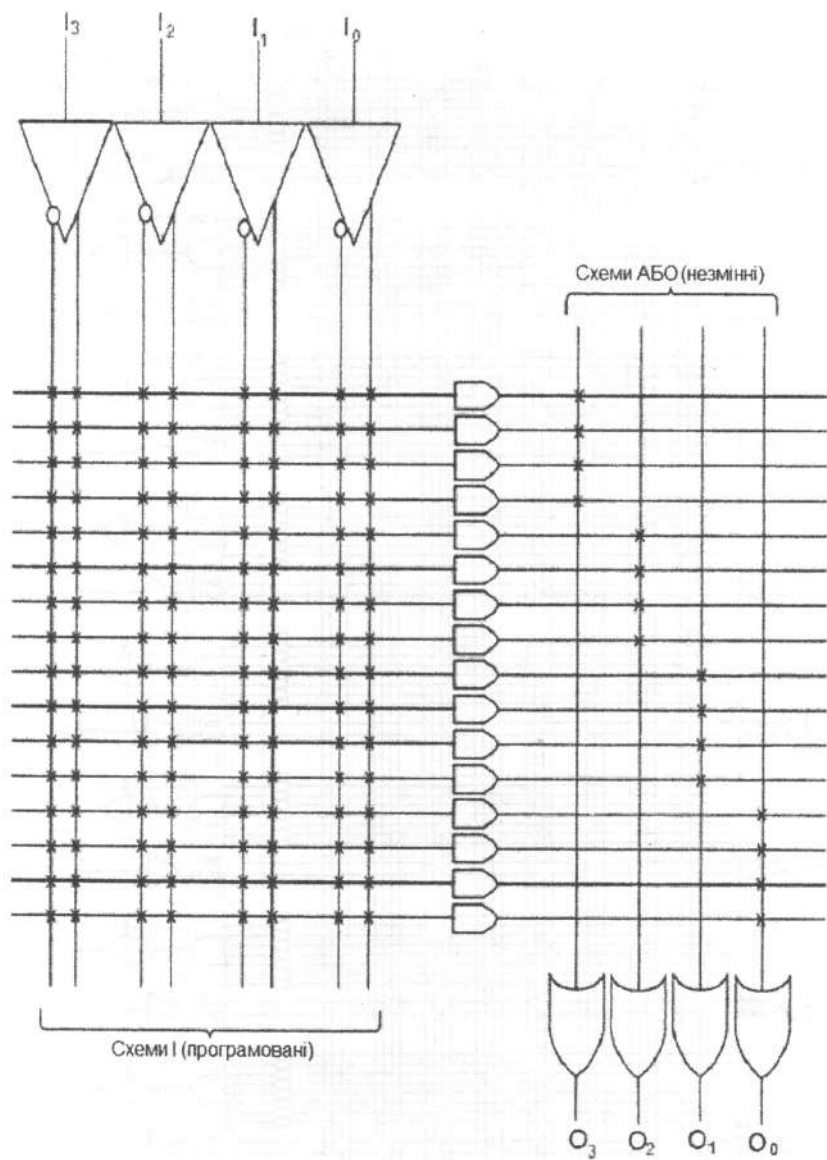 I₃ I₂ I₁ I₀
Схеми АБО (незмінні)
Схеми І (програмовані)
O₃ O₂ O₁ O₀